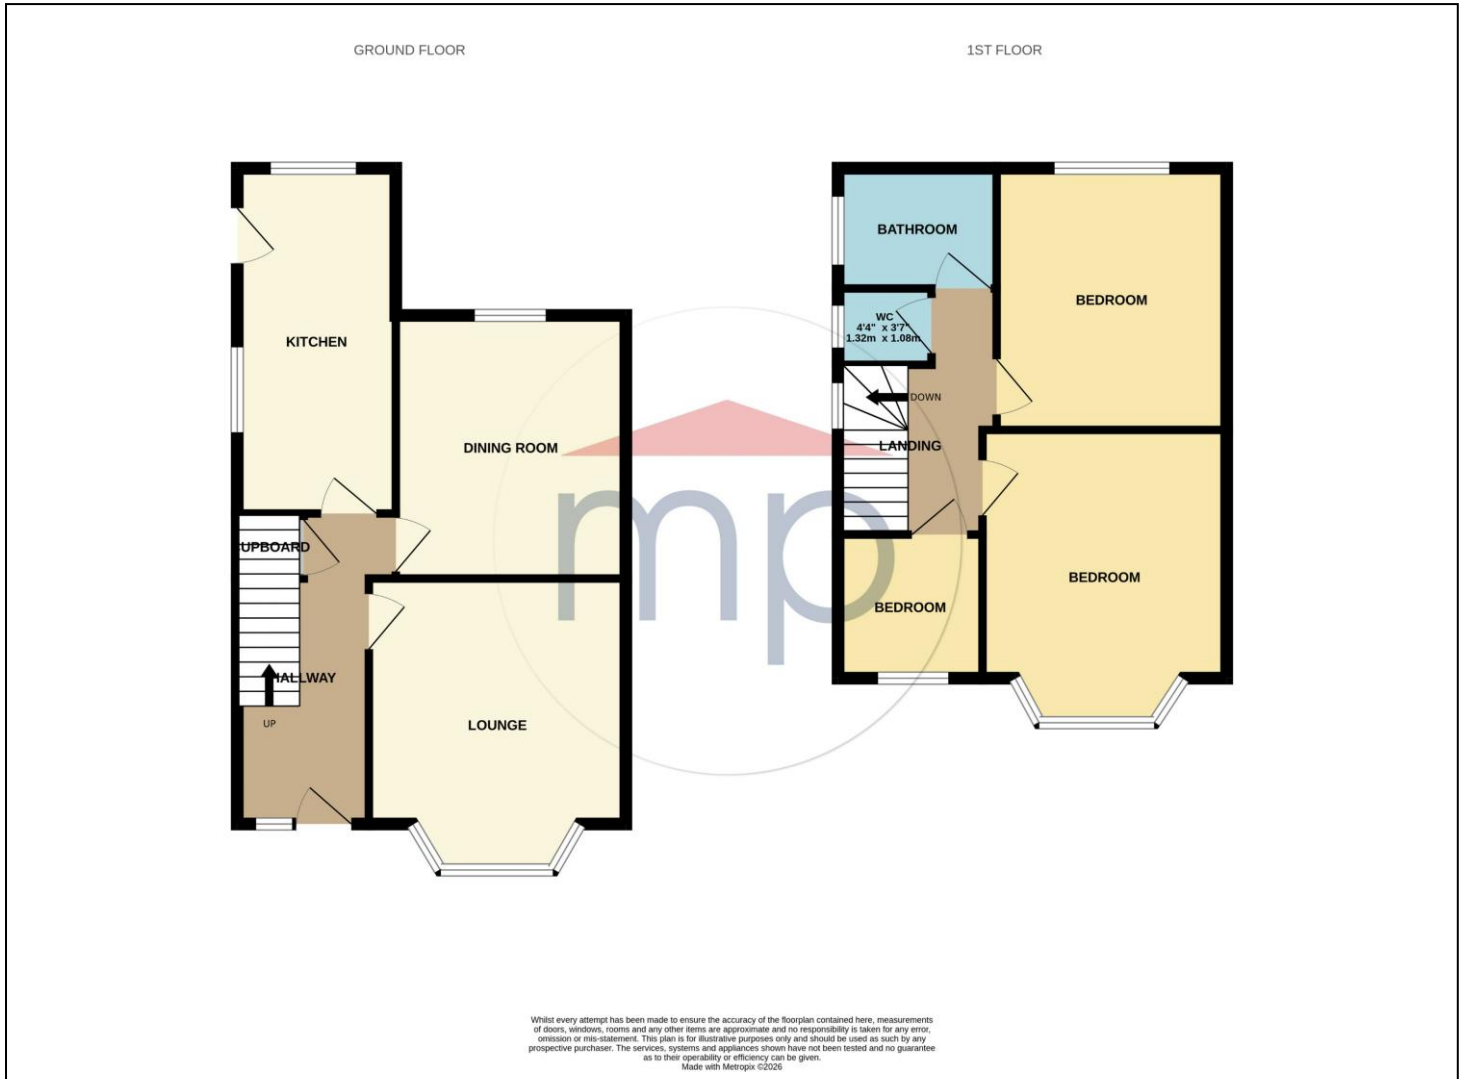 GROUND FLOOR
1ST FLOOR
KITCHEN
DINING ROOM
CUPBOARD
HALLWAY
UP
LOUNGE
BATHROOM
BEDROOM
WC
4'4" x 3'7"
1.32m x 1.08m
DOWN
LANDING
BEDROOM
BEDROOM
mp
Whilst every attempt has been made to ensure the accuracy of the floorplan contained here, measurements
of doors, windows, rooms and any other items are approximate and no responsibility is taken for any error,
omission or mis-statement. This plan is for illustrative purposes only and should be used as such by any
prospective purchaser. The services, systems and appliances shown have not been tested and no guarantee
as to their operability or efficiency can be given.
Made with Metropix ©2026